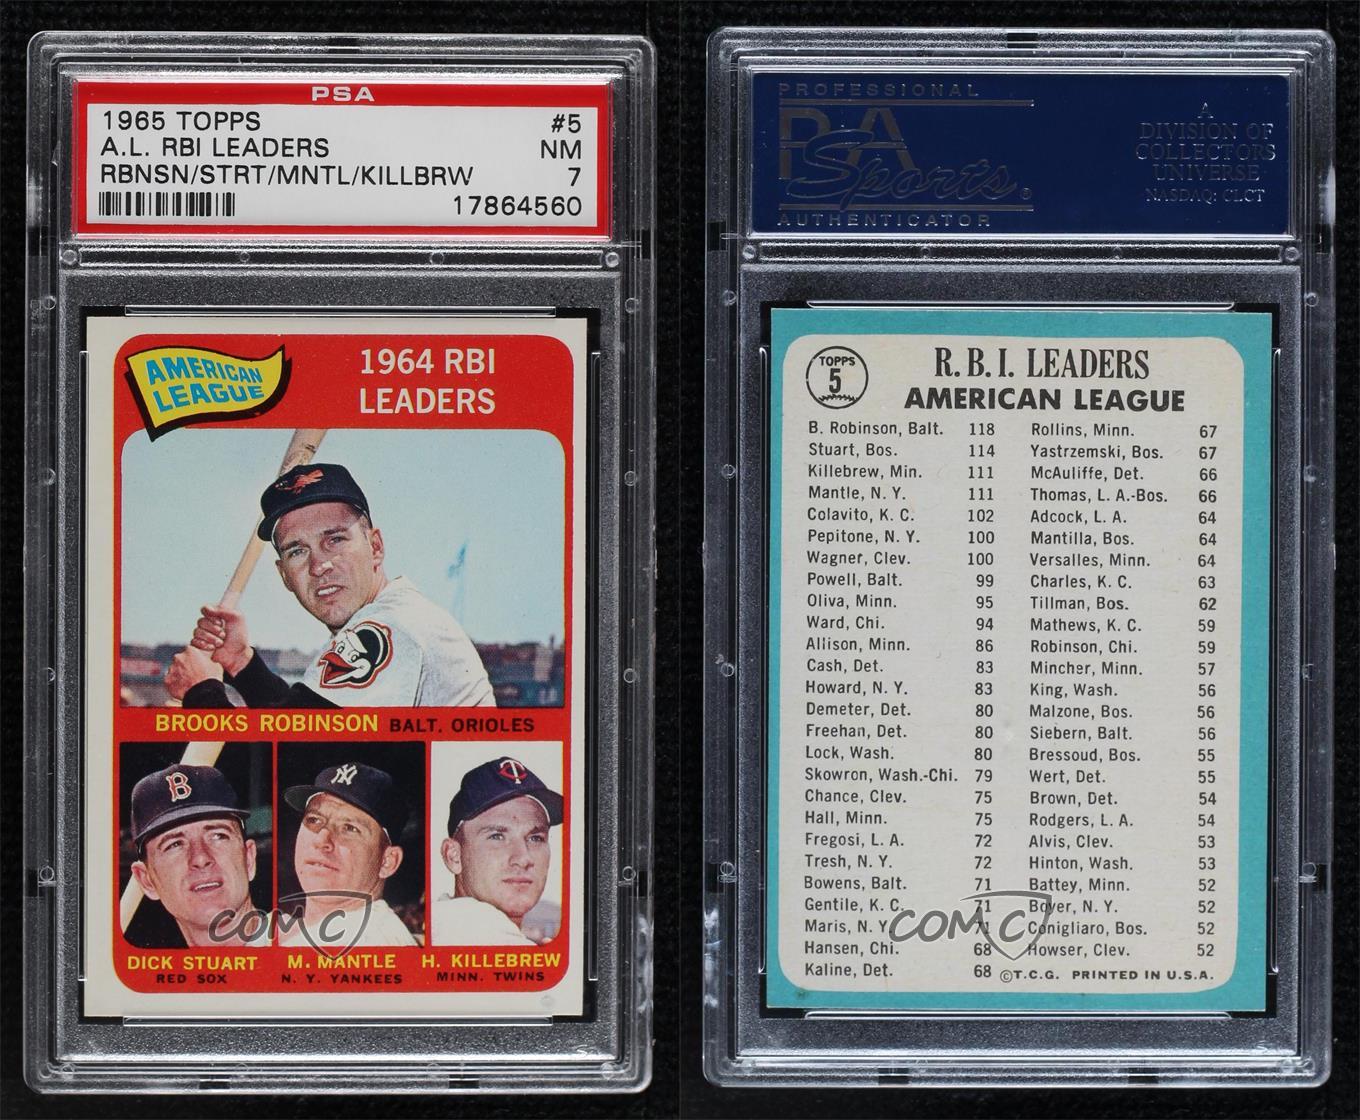 PSA
1965 TOPPS #5
A.L. RBI LEADERS NM
RBNSN/STRT/MNTL/KILLBRW 7
17864560
AMERICAN
LEAGUE
1964 RBI
LEADERS
BROOKS ROBINSON BALT. ORIOLES
B
NY
TC
DICK STUART
RED SOX
M. MANTLE
N. Y. YANKEES
H. KILLEBREW
MINN. TWINS
COMC
PROFESSIONAL
PSA
Sports®
AUTHENTICATOR
A
DIVISION OF
COLLECTORS
UNIVERSE
NASDAQ: CLCT
TOPPS
5
R. B. I. LEADERS
AMERICAN LEAGUE
B. Robinson, Balt. 118
Stuart, Bos. 114
Killebrew, Min. 111
Mantle, N. Y. 111
Colavito, K. C. 102
Pepitone, N. Y. 100
Wagner, Clev. 100
Powell, Balt. 99
Oliva, Minn. 95
Ward, Chi. 94
Allison, Minn. 86
Cash, Det. 83
Howard, N. Y. 83
Demeter, Det. 80
Freehan, Det. 80
Lock, Wash. 80
Skowron, Wash.-Chi. 79
Chance, Clev. 75
Hall, Minn. 75
Fregosi, L. A. 72
Tresh, N. Y. 72
Bowens, Balt. 71
Gentile, K. C. 71
Maris, N. Y. 71
Hansen, Chi. 68
Kaline, Det. 68
Rollins, Minn. 67
Yastrzemski, Bos. 67
McAuliffe, Det. 66
Thomas, L. A.-Bos. 66
Adcock, L. A. 64
Mantilla, Bos. 64
Versalles, Minn. 64
Charles, K. C. 63
Tillman, Bos. 62
Mathews, K. C. 59
Robinson, Chi. 59
Mincher, Minn. 57
King, Wash. 56
Malzone, Bos. 56
Siebern, Balt. 56
Bressoud, Bos. 55
Wert, Det. 55
Brown, Det. 54
Rodgers, L. A. 54
Alvis, Clev. 53
Hinton, Wash. 53
Battey, Minn. 52
Boyer, N. Y. 52
Conigliaro, Bos. 52
Howser, Clev. 52
©T.C.G. PRINTED IN U.S.A.
COMC